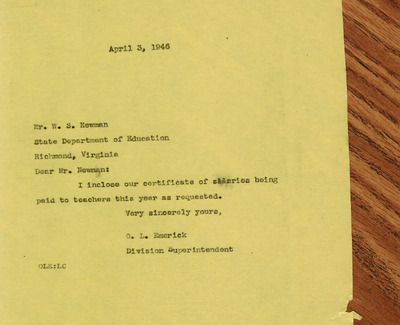 April 3, 1946
Mr. W. S. Newman
State Department of Education
Richmond, Virginia
Dear Mr. Newman:
I inclose our certificate of salaries being
paid to teachers this year as requested.
Very sincerely yours,
O. L. Emerick
Division Superintendent
OLE:LC